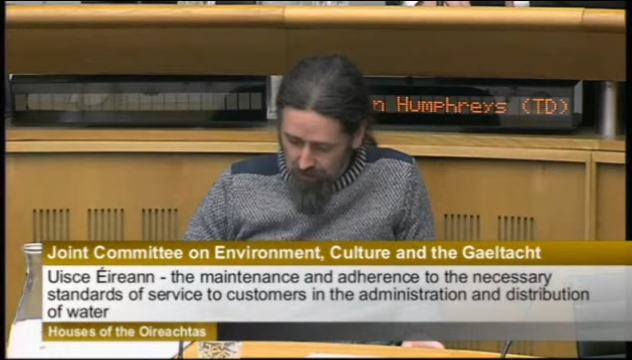 n Humphreys (TD)
Joint Committee on Environment, Culture and the Gaeltacht
Uisce Éireann - the maintenance and adherence to the necessary
standards of service to customers in the administration and distribution
of water
Houses of the Oireachtas